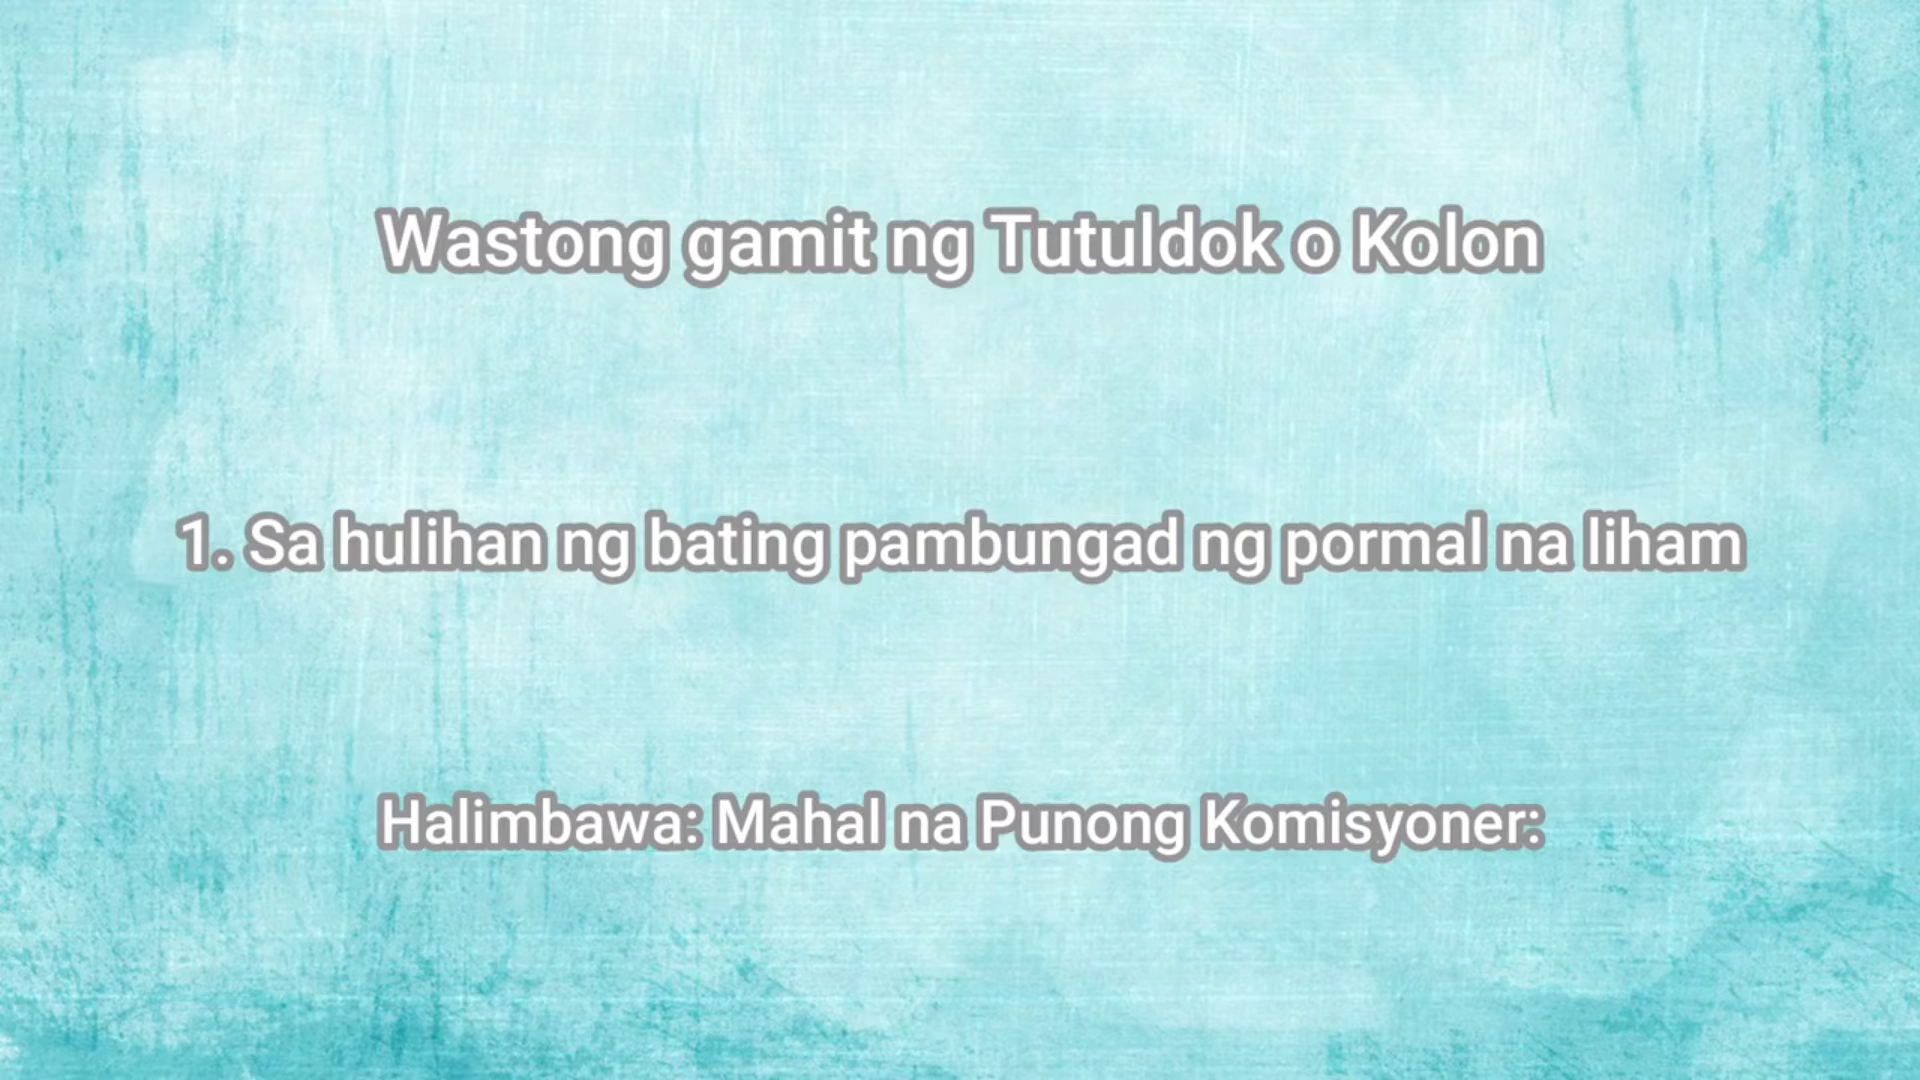 Wastong gamit ng Tutuldok o Kolon
1. Sa hulihan ng bating pambungad ng pormal na liham
Halimbawa: Mahal na Punong Komisyoner: